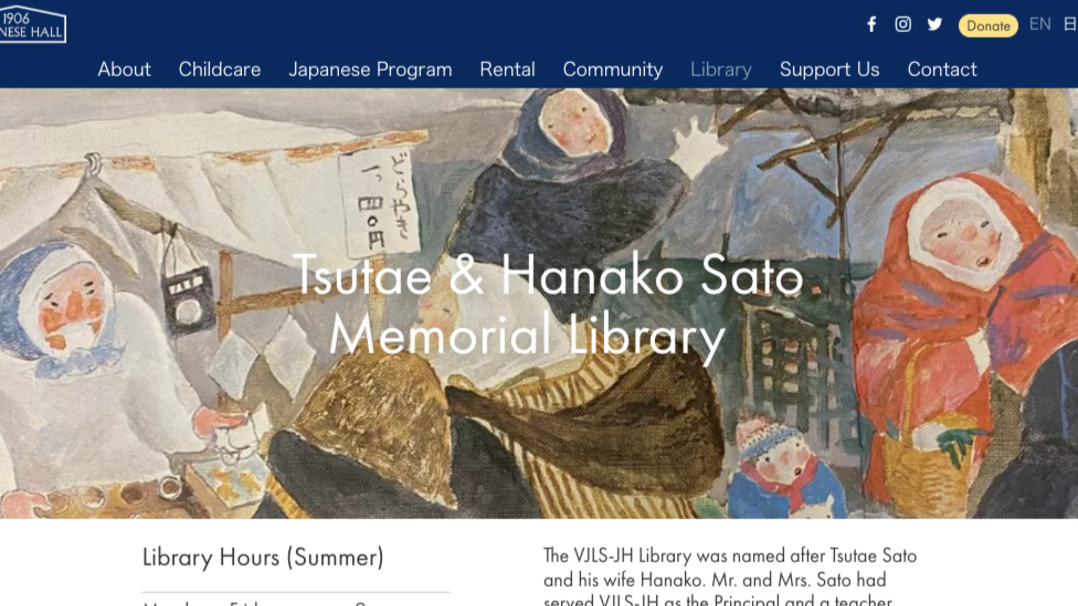 1906
NESE HALL
Donate
EN
日
About
Childcare
Japanese Program
Rental
Community
Library
Support Us
Contact
どらやき
一つ 四〇円
Tsutae & Hanako Sato
Memorial Library
Library Hours (Summer)
The VJLS-JH Library was named after Tsutae Sato
and his wife Hanako. Mr. and Mrs. Sato had
served VJLS-JH as the Principal and a teacher